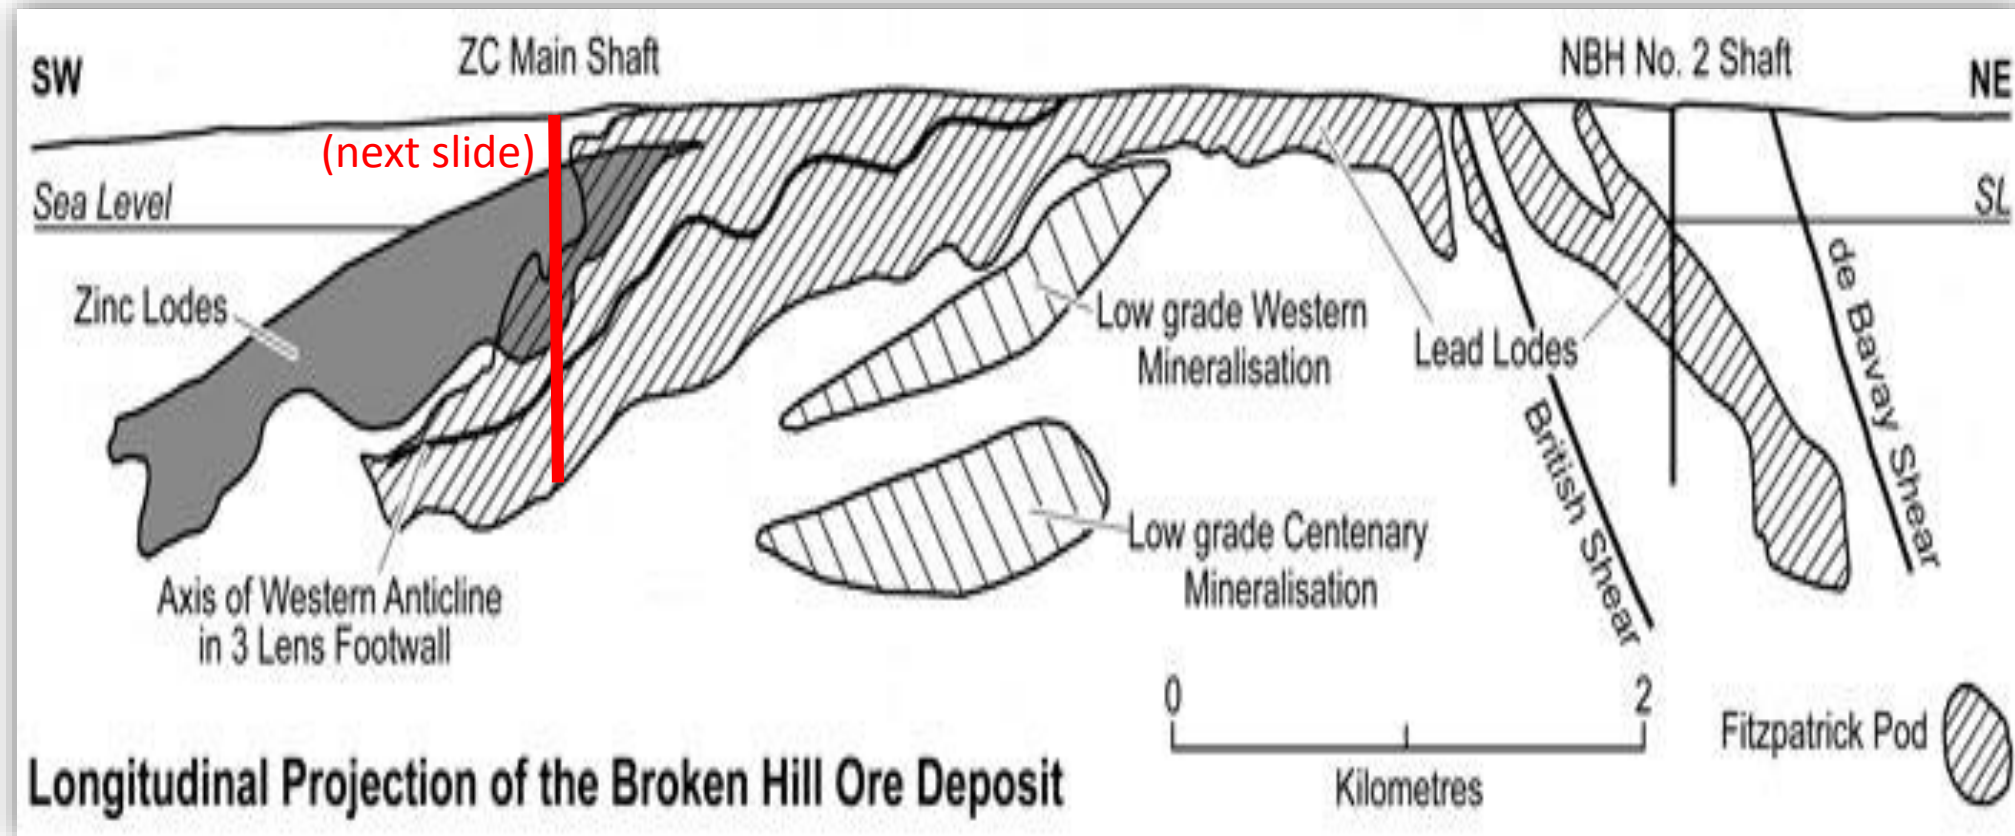 SW
ZC Main Shaft
NBH No. 2 Shaft
NE
(next slide)
Sea Level
SL
Zinc Lodes
Low grade Western
Mineralisation
Lead Lodes
de Bavay Shear
British Shear
Low grade Centenary
Mineralisation
Axis of Western Anticline
in 3 Lens Footwall
0
2
Kilometres
Fitzpatrick Pod
Longitudinal Projection of the Broken Hill Ore Deposit